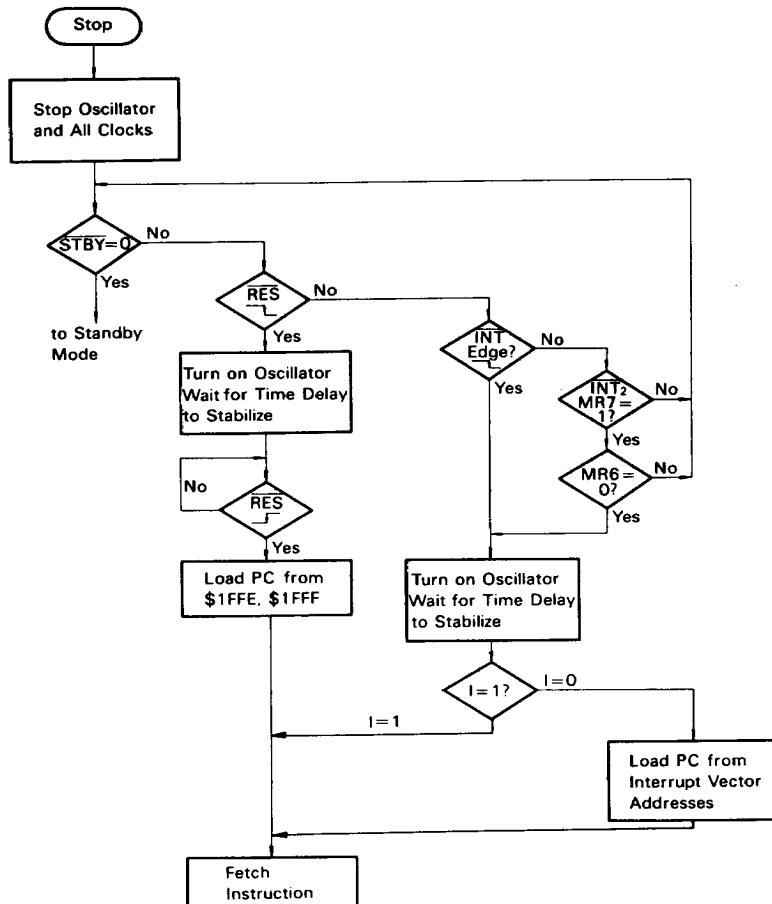 Stop
Stop Oscillator
and All Clocks
STBY=0
No
Yes
to Standby
Mode
RES
No
Yes
Turn on Oscillator
Wait for Time Delay
to Stabilize
No
RES
Yes
Load PC from
$1FFE, $1FFF
INT
Edge?
No
Yes
INT2
MR7=
1?
No
Yes
MR6=
0?
No
Yes
Turn on Oscillator
Wait for Time Delay
to Stabilize
I=1?
I=0
I=1
Load PC from
Interrupt Vector
Addresses
Fetch
Instruction